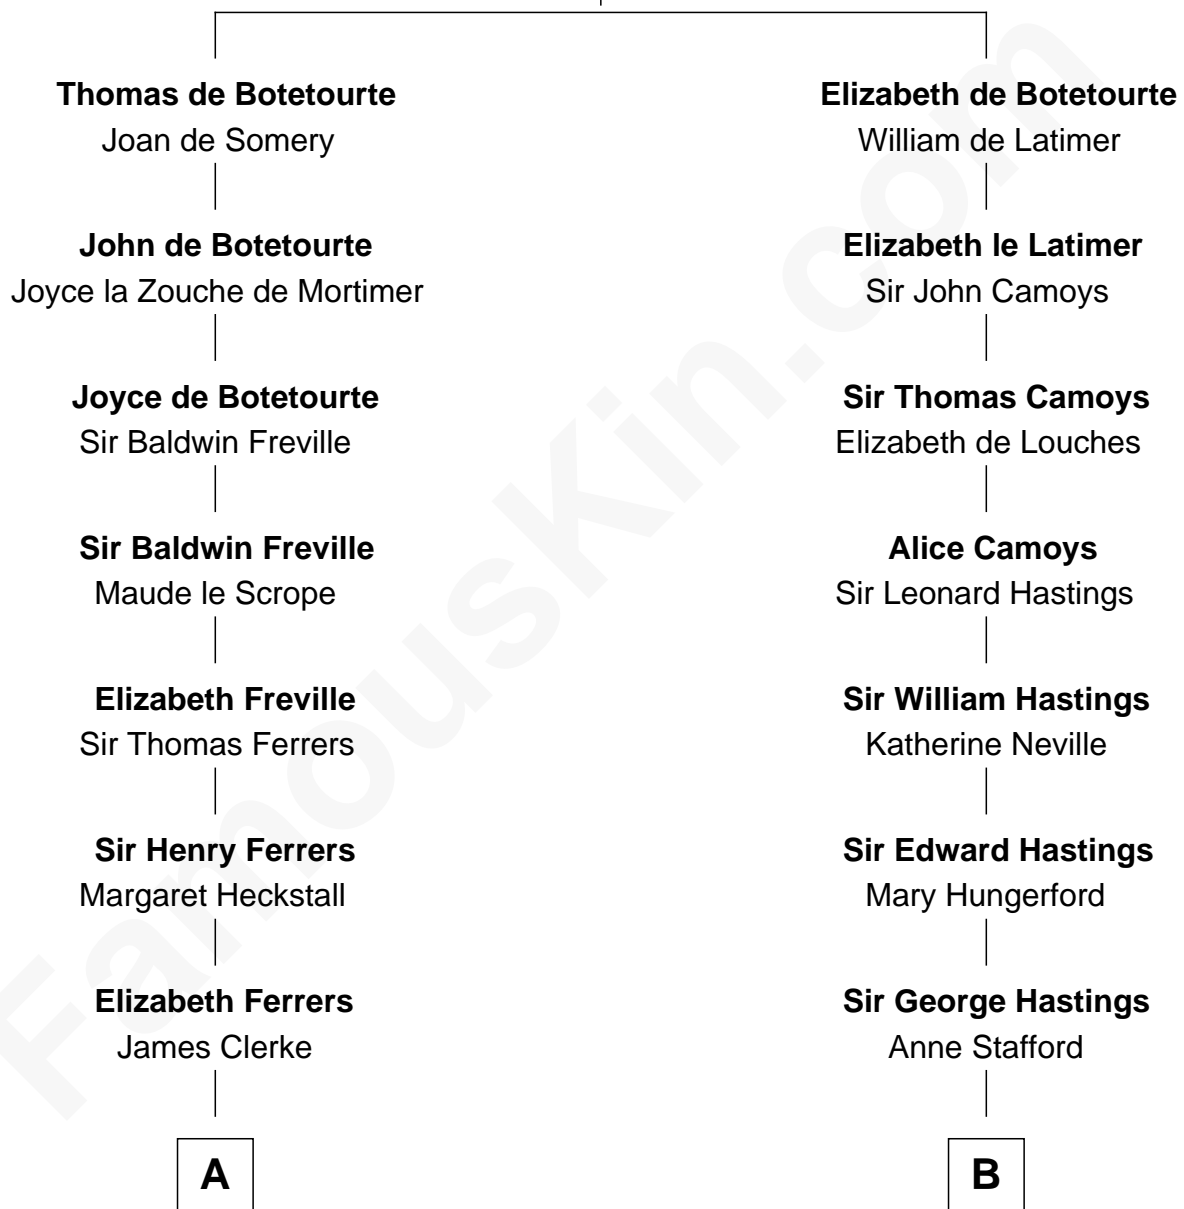 Thomas de Botetourte
Joan de Somery
John de Botetourte
Joyce la Zouche de Mortimer
Joyce de Botetourte
Sir Baldwin Freville
Sir Baldwin Freville
Maude le Scrope
Elizabeth Freville
Sir Thomas Ferrers
Sir Henry Ferrers
Margaret Heckstall
Elizabeth Ferrers
James Clerke
A
Elizabeth de Botetourte
William de Latimer
Elizabeth le Latimer
Sir John Camoys
Sir Thomas Camoys
Elizabeth de Louches
Alice Camoys
Sir Leonard Hastings
Sir William Hastings
Katherine Neville
Sir Edward Hastings
Mary Hungerford
Sir George Hastings
Anne Stafford
B
FamousKin.com